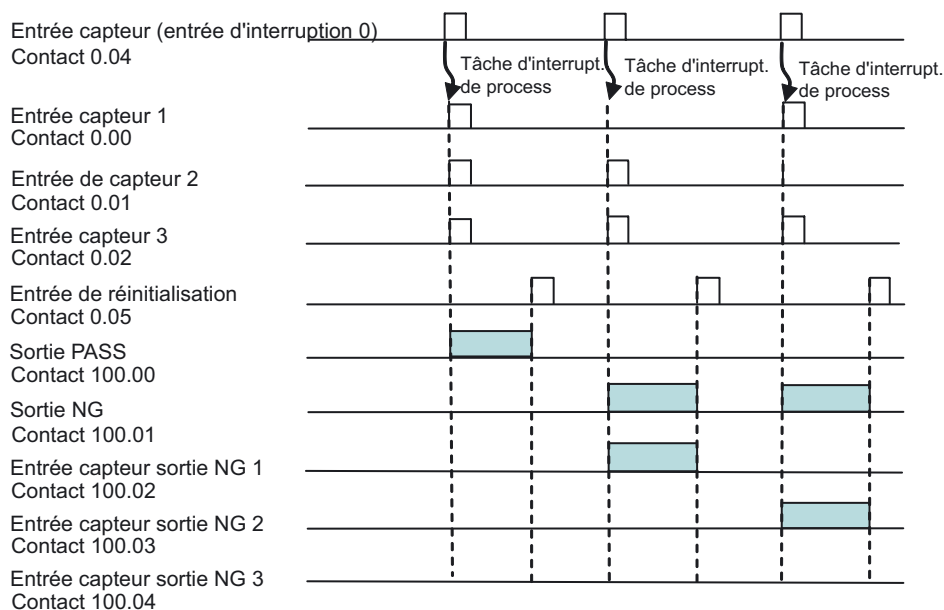 Entrée capteur (entrée d'interruption 0)
Contact 0.04
Tâche d'interrupt.
de process
Tâche d'interrupt.
de process
Tâche d'interrupt.
de process
Entrée capteur 1
Contact 0.00
Entrée de capteur 2
Contact 0.01
Entrée capteur 3
Contact 0.02
Entrée de réinitialisation
Contact 0.05
Sortie PASS
Contact 100.00
Sortie NG
Contact 100.01
Entrée capteur sortie NG 1
Contact 100.02
Entrée capteur sortie NG 2
Contact 100.03
Entrée capteur sortie NG 3
Contact 100.04